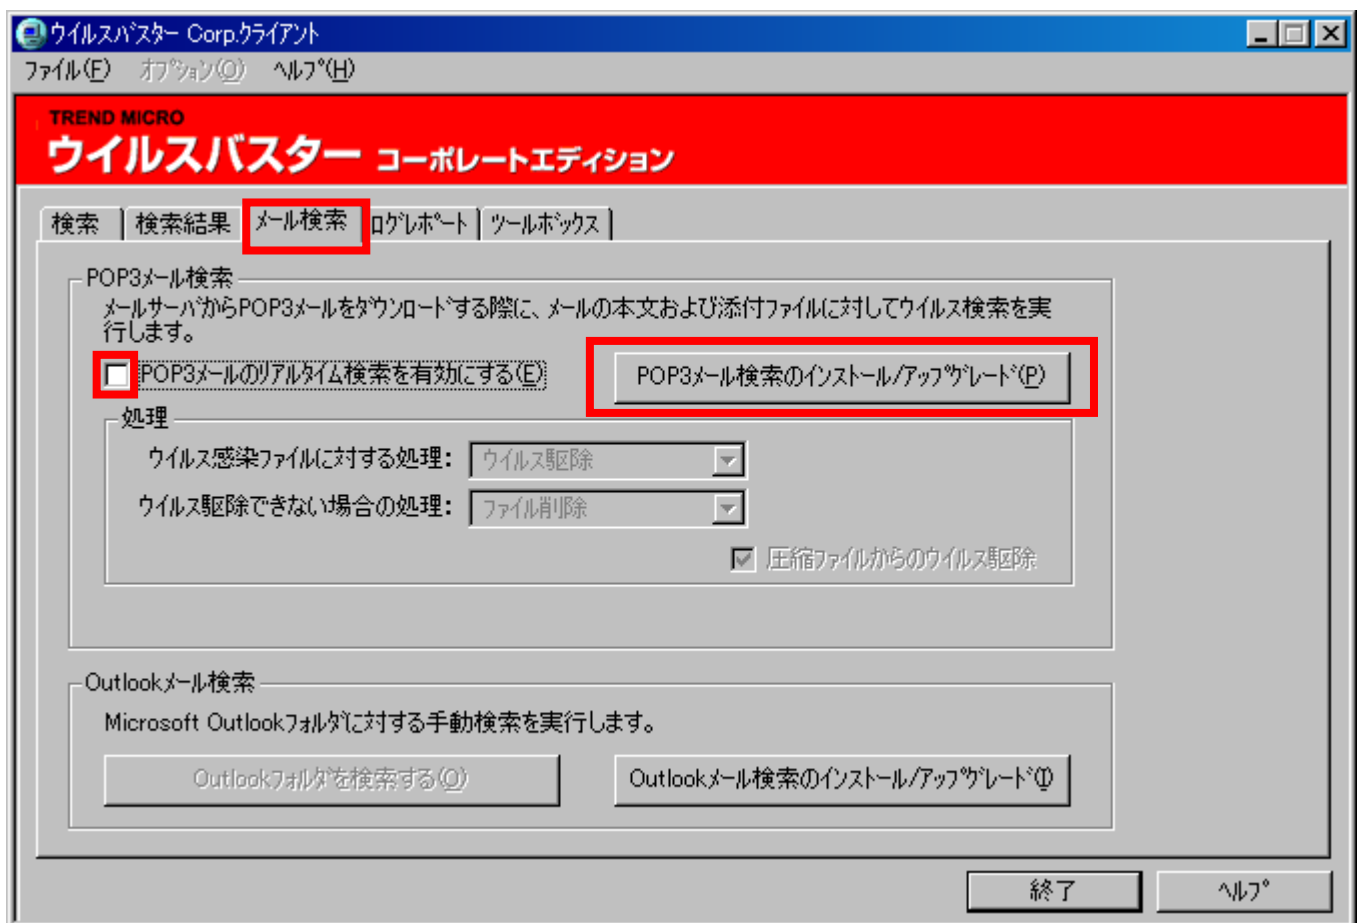 ウイルスバスター Corp.クライアント
ファイル(F) オプション(O) ヘルプ(H)
TREND MICRO
ウイルスバスター コーポレートエディション
検索 検索結果 メール検索 ログレポート ツールボックス
POP3メール検索
メールサーバからPOP3メールをダウンロードする際に、メールの本文および添付ファイルに対してウイルス検索を実
行します。
POP3メールのリアルタイム検索を有効にする(E) POP3メール検索のインストール/アップグレード(P)
処理
ウイルス感染ファイルに対する処理: ウイルス駆除
ウイルス駆除できない場合の処理: ファイル削除
圧縮ファイルからのウイルス駆除
Outlookメール検索
Microsoft Outlookフォルダに対する手動検索を実行します。
Outlookフォルダを検索する(O) Outlookメール検索のインストール/アップグレード(I)
終了 ヘルプ